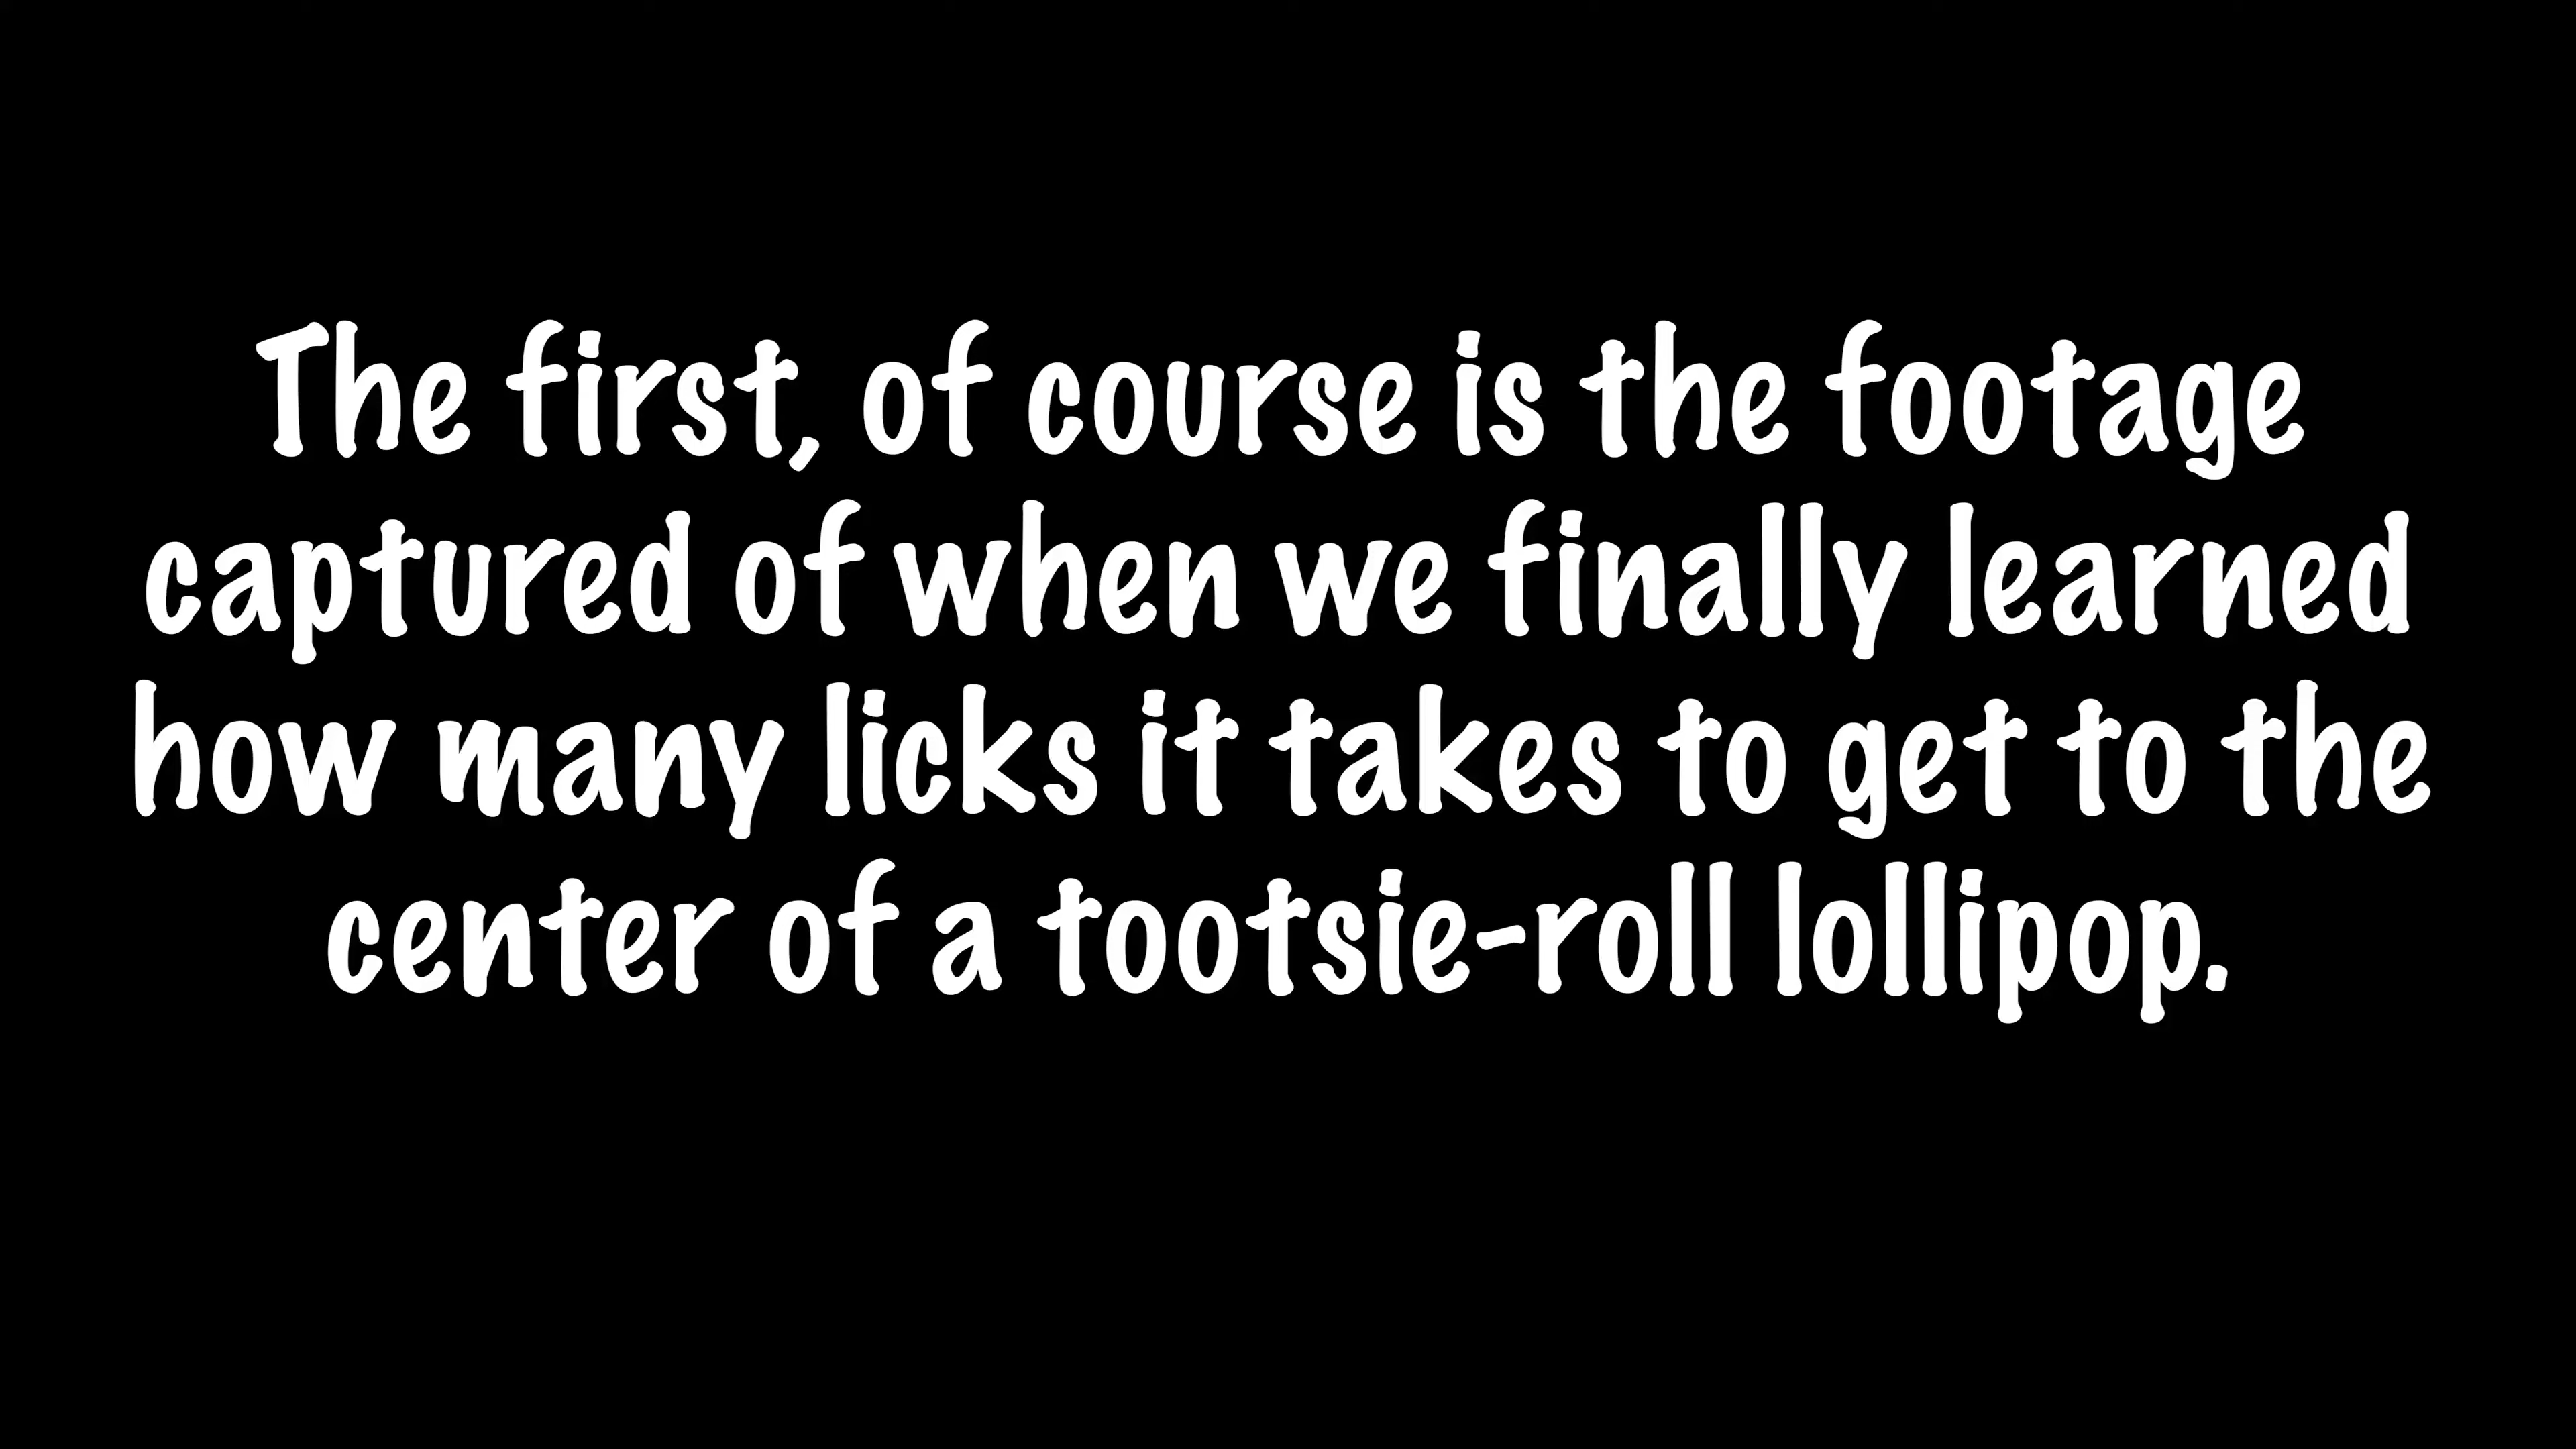 The first, of course is the footage
captured of when we finally learned
how many licks it takes to get to the
center of a tootsie-roll lollipop.